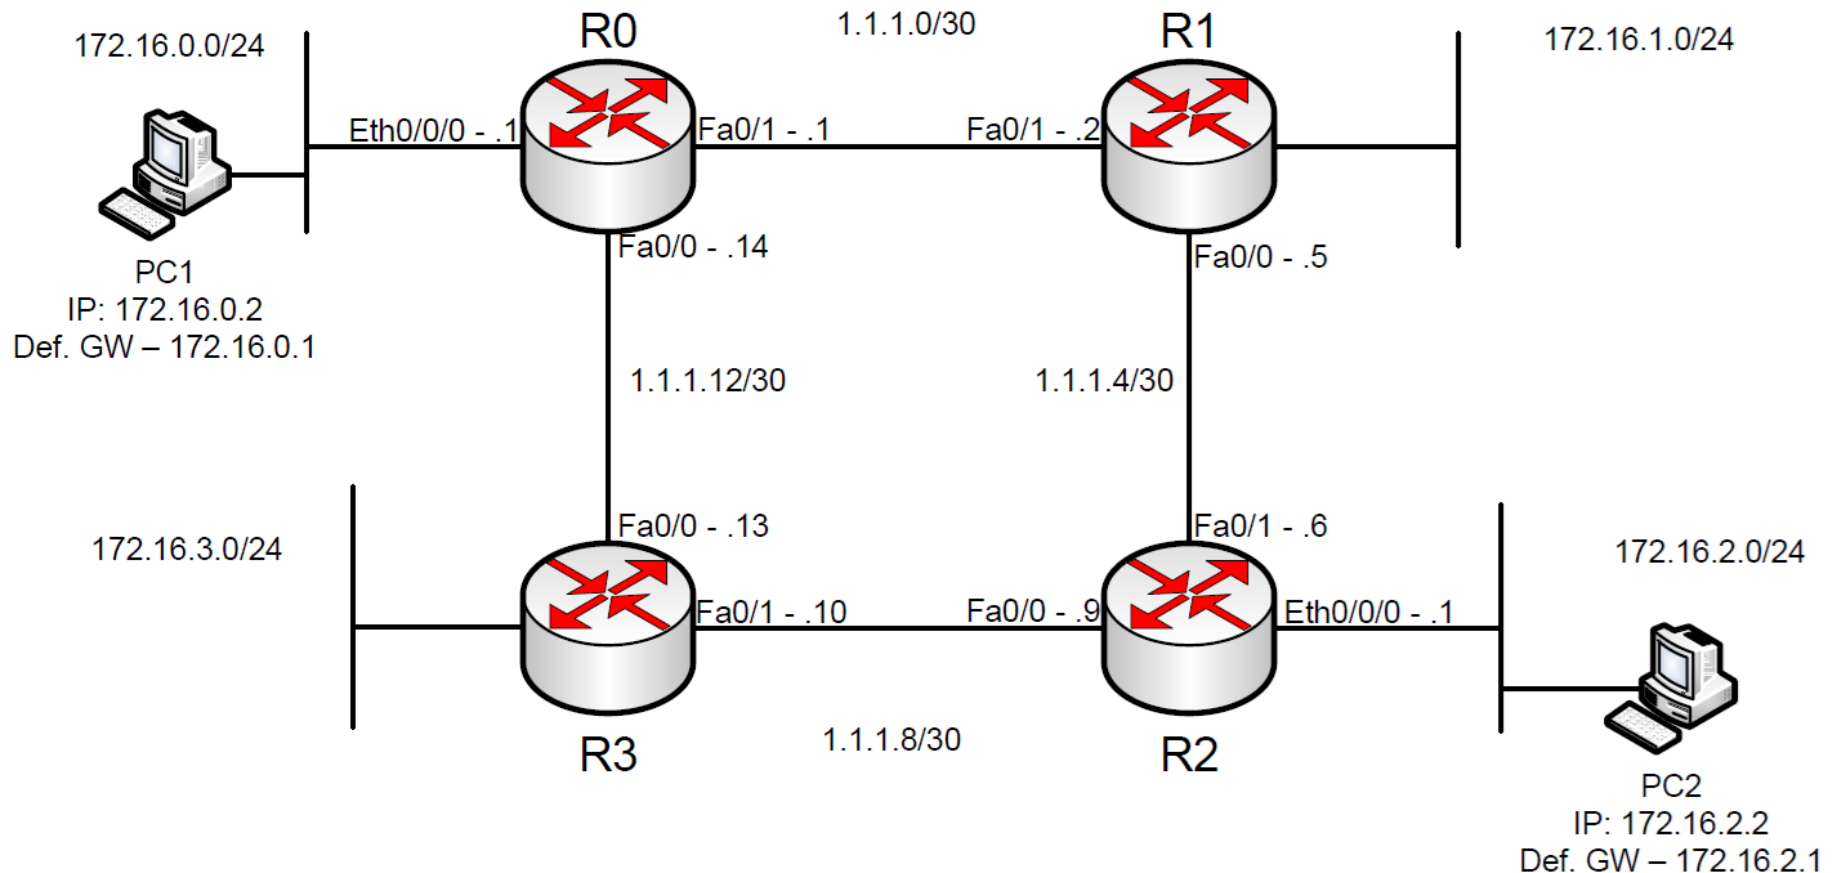 R0
1.1.1.0/30
R1
172.16.0.0/24
172.16.1.0/24
Eth0/0/0 - .1
Fa0/1 - .1
Fa0/1 - .2
Fa0/0 - .14
Fa0/0 - .5
PC1
IP: 172.16.0.2
Def. GW – 172.16.0.1
1.1.1.12/30
1.1.1.4/30
Fa0/0 - .13
Fa0/1 - .6
172.16.3.0/24
172.16.2.0/24
Fa0/1 - .10
Fa0/0 - .9
Eth0/0/0 - .1
R3
1.1.1.8/30
R2
PC2
IP: 172.16.2.2
Def. GW – 172.16.2.1